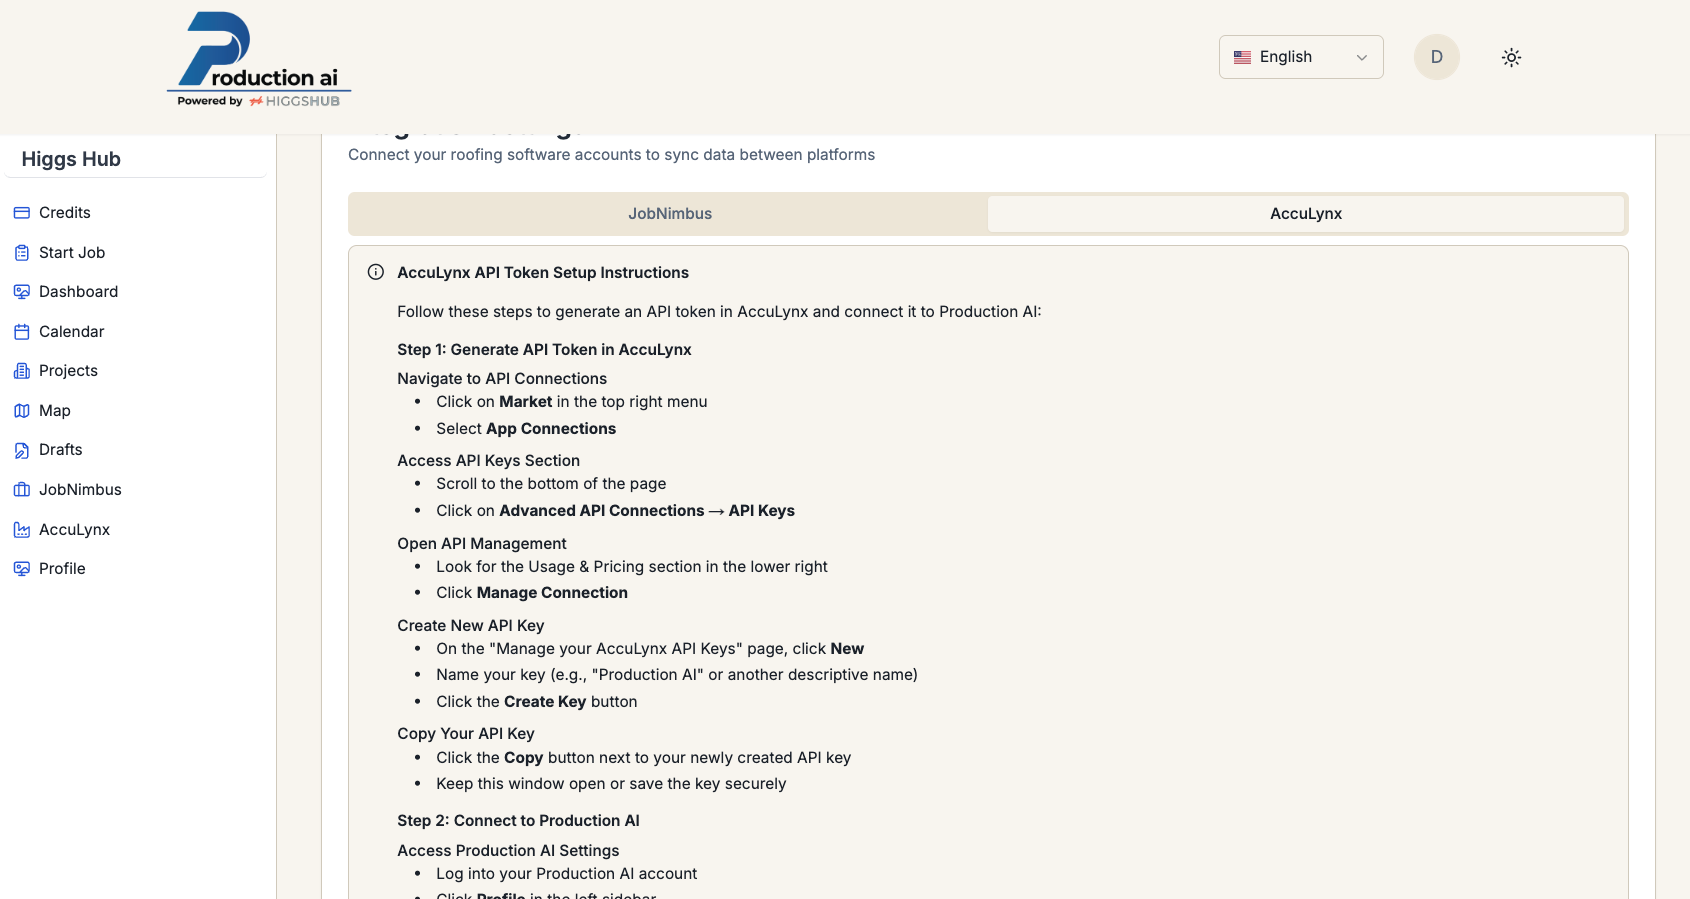 Production ai
Powered by HIGGSHUB
English
D
Higgs Hub
Credits
Start Job
Dashboard
Calendar
Projects
Map
Drafts
JobNimbus
AccuLynx
Profile
Connect your roofing software accounts to sync data between platforms
JobNimbus
AccuLynx
AccuLynx API Token Setup Instructions
Follow these steps to generate an API token in AccuLynx and connect it to Production AI:
Step 1: Generate API Token in AccuLynx
Navigate to API Connections
• Click on Market in the top right menu
• Select App Connections
Access API Keys Section
• Scroll to the bottom of the page
• Click on Advanced API Connections → API Keys
Open API Management
• Look for the Usage & Pricing section in the lower right
• Click Manage Connection
Create New API Key
• On the "Manage your AccuLynx API Keys" page, click New
• Name your key (e.g., "Production AI" or another descriptive name)
• Click the Create Key button
Copy Your API Key
• Click the Copy button next to your newly created API key
• Keep this window open or save the key securely
Step 2: Connect to Production AI
Access Production AI Settings
• Log into your Production AI account
• Click Profile in the left sidebar